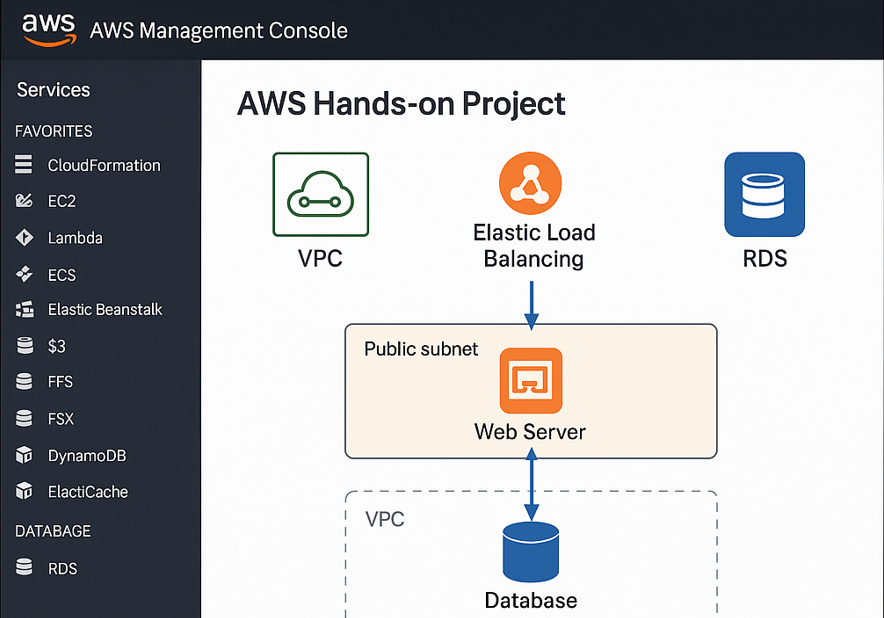 aws AWS Management Console
Services
FAVORITES
CloudFormation
EC2
Lambda
ECS
Elastic Beanstalk
$3
FFS
FSX
DynamoDB
ElactiCache
DATABASE
RDS
AWS Hands-on Project
VPC
Elastic Load
Balancing
RDS
Public subnet
Web Server
VPC
Database